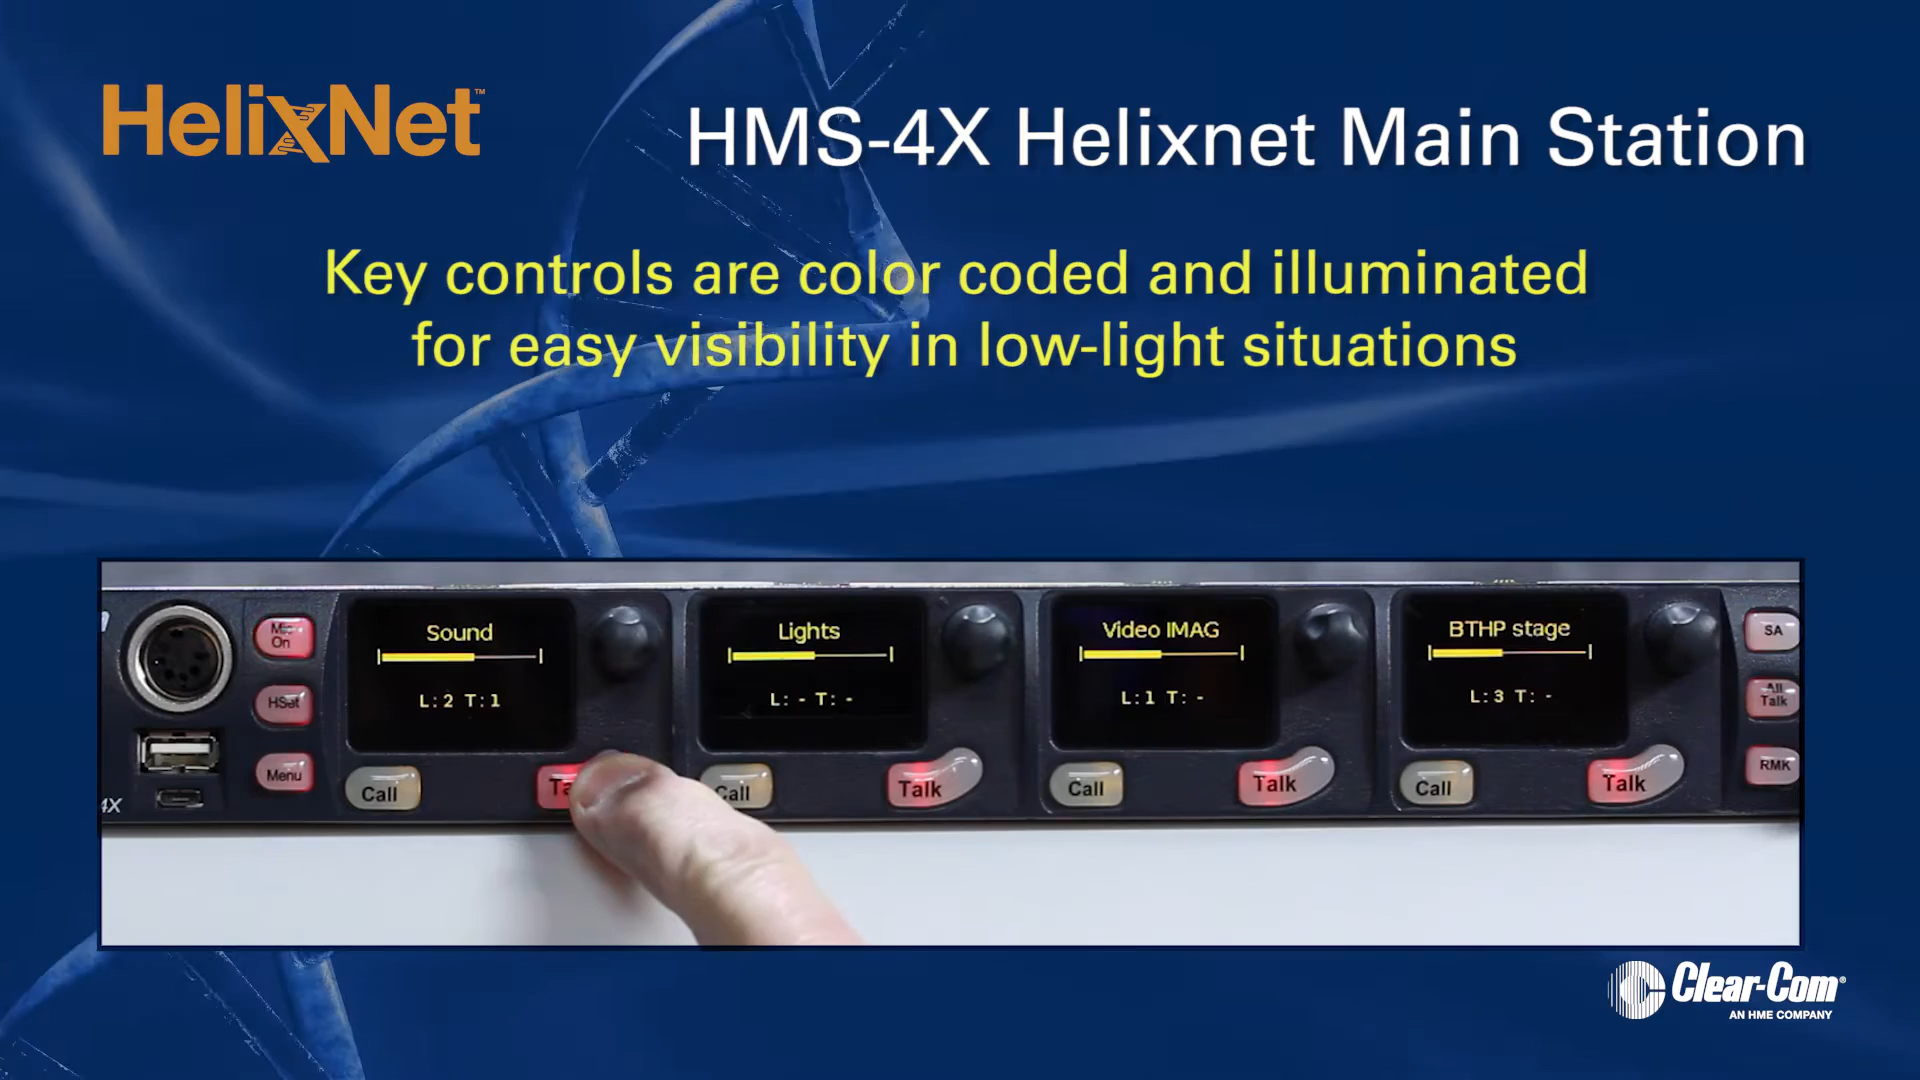 HelixNet™
HMS-4X Helixnet Main Station
Key controls are color coded and illuminated
for easy visibility in low-light situations
Mic On
HSet
Menu
4X
Sound
L: 2 T: 1
Call
Lights
L: - T: -
Call
Talk
Video IMAG
L: 1 T: -
Call
Talk
BTHP stage
L: 3 T: -
Call
Talk
SA
All Talk
RMK
Clear-Com®
AN HME COMPANY